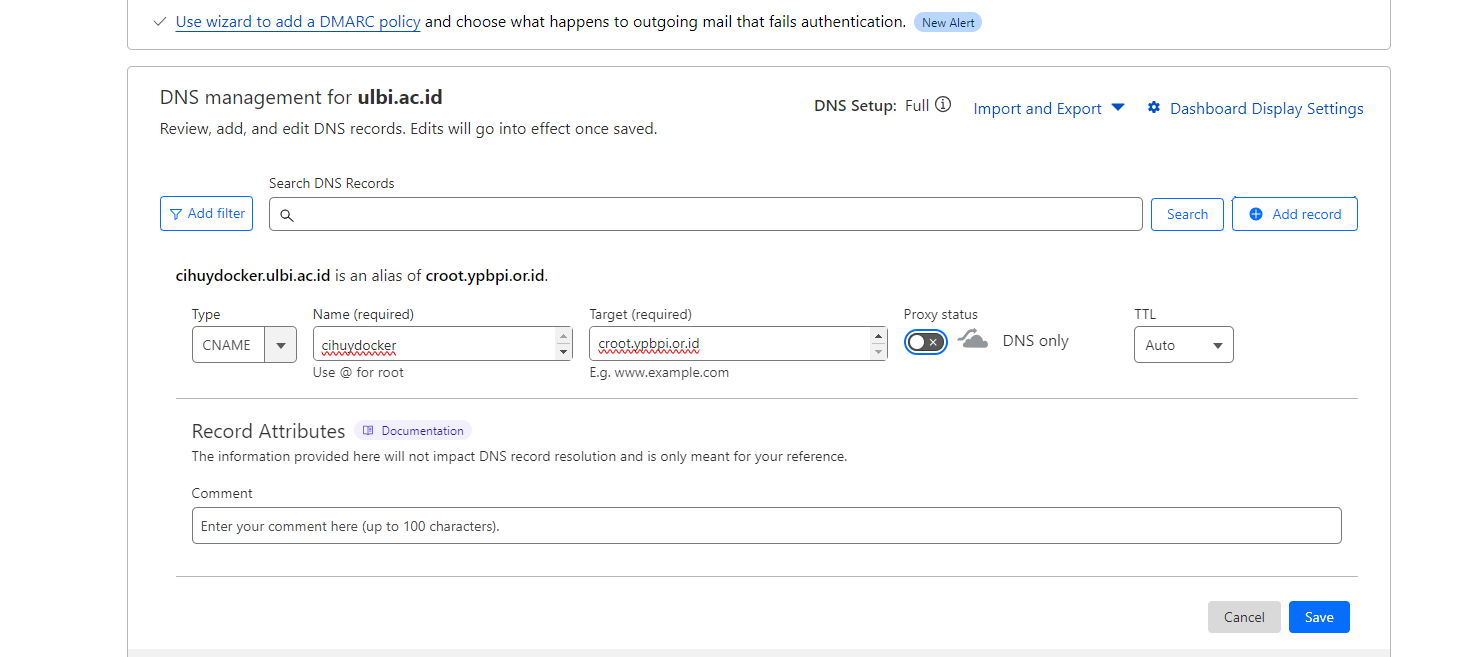 Use wizard to add a DMARC policy and choose what happens to outgoing mail that fails authentication. New Alert
DNS management for ulbi.ac.id
DNS Setup: Full
Import and Export
Dashboard Display Settings
Review, add, and edit DNS records. Edits will go into effect once saved.
Search DNS Records
Add filter
Search
Add record
cihuydocker.ulbi.ac.id is an alias of croot.ypbpi.or.id.
Type
Name (required)
Target (required)
Proxy status
TTL
CNAME
cihuydocker
croot.ypbpi.or.id
DNS only
Auto
Use @ for root
E.g. www.example.com
Record Attributes
Documentation
The information provided here will not impact DNS record resolution and is only meant for your reference.
Comment
Enter your comment here (up to 100 characters).
Cancel
Save